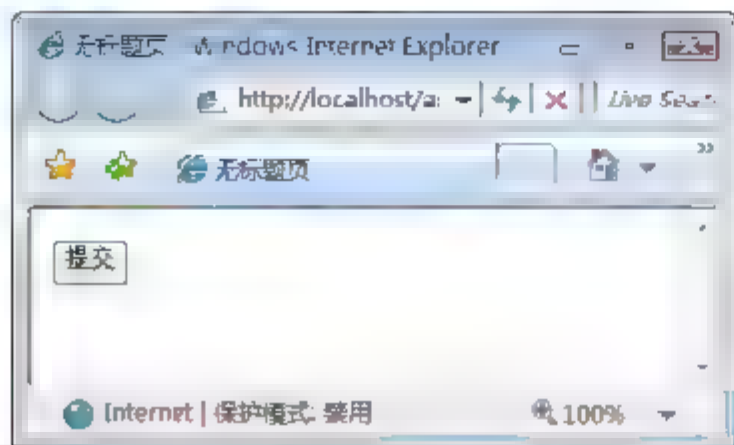 无标题页 - Windows Internet Explorer
http://localhost/a: Live Sear
无标题页
»
提交
Internet | 保护模式: 禁用 100%